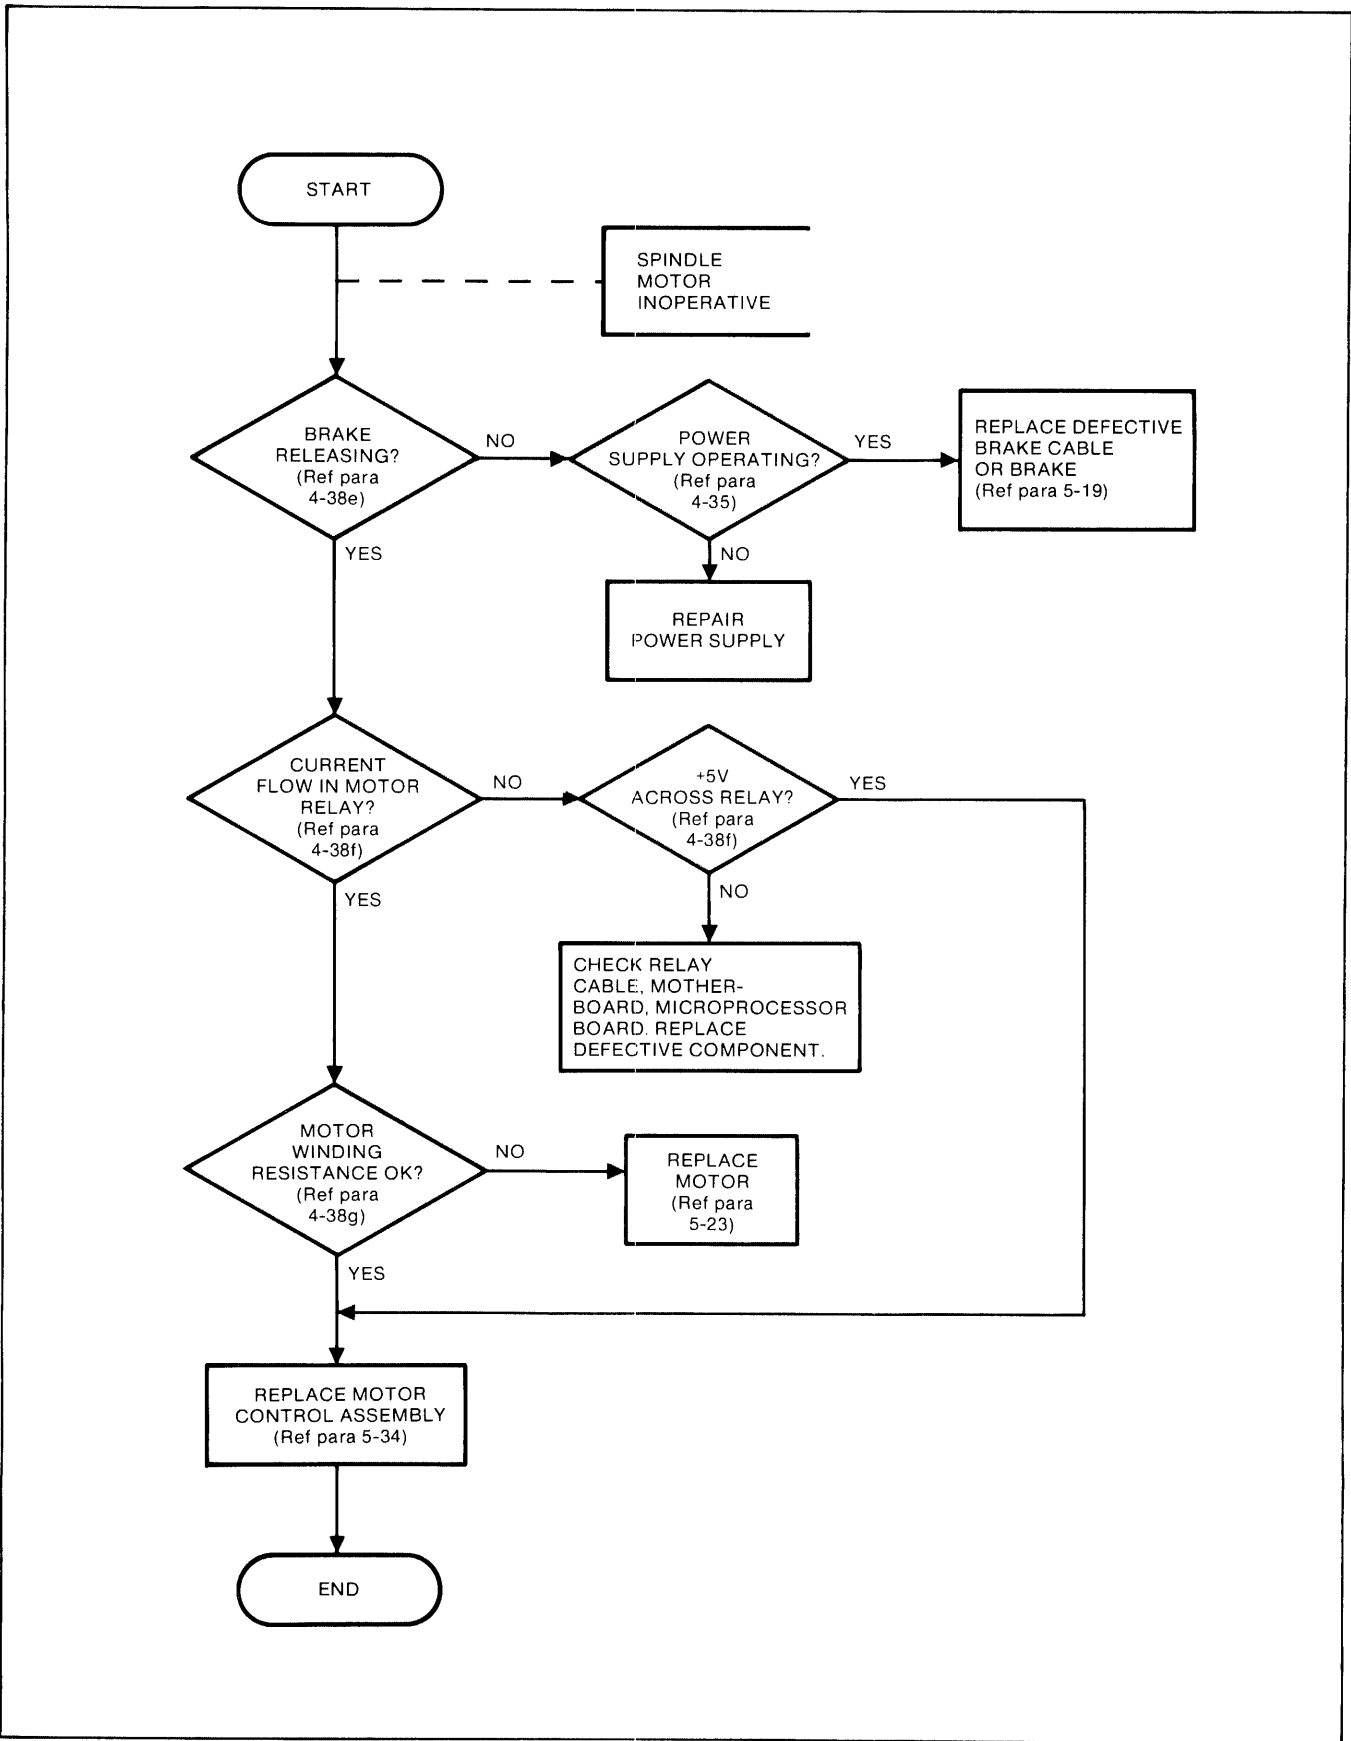 START
SPINDLE
MOTOR
INOPERATIVE
BRAKE
RELEASING?
(Ref para
4-38e)
NO
YES
POWER
SUPPLY OPERATING?
(Ref para
4-35)
YES
NO
REPLACE DEFECTIVE
BRAKE CABLE
OR BRAKE
(Ref para 5-19)
REPAIR
POWER SUPPLY
CURRENT
FLOW IN MOTOR
RELAY?
(Ref para
4-38f)
NO
YES
+5V
ACROSS RELAY?
(Ref para
4-38f)
YES
NO
CHECK RELAY
CABLE, MOTHER-
BOARD, MICROPROCESSOR
BOARD. REPLACE
DEFECTIVE COMPONENT.
MOTOR
WINDING
RESISTANCE OK?
(Ref para
4-38g)
NO
YES
REPLACE
MOTOR
(Ref para
5-23)
REPLACE MOTOR
CONTROL ASSEMBLY
(Ref para 5-34)
END